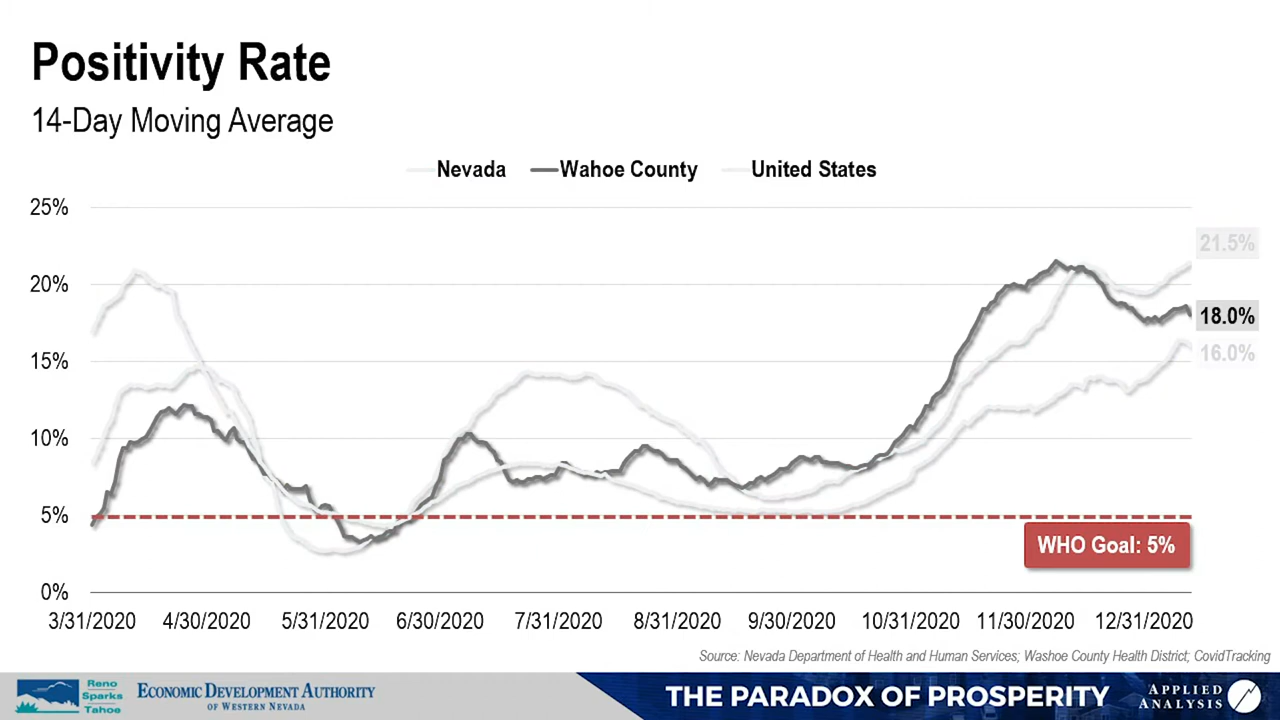 Positivity Rate
14-Day Moving Average
Nevada Wahoe County United States
25%
20%
15%
10%
5%
0%
21.5%
18.0%
16.0%
WHO Goal: 5%
3/31/2020 4/30/2020 5/31/2020 6/30/2020 7/31/2020 8/31/2020 9/30/2020 10/31/2020 11/30/2020 12/31/2020
Source: Nevada Department of Health and Human Services; Washoe County Health District; CovidTracking
Reno
Sparks
Tahoe
ECONOMIC DEVELOPMENT AUTHORITY
OF WESTERN NEVADA
THE PARADOX OF PROSPERITY
APPLIED
ANALYSIS